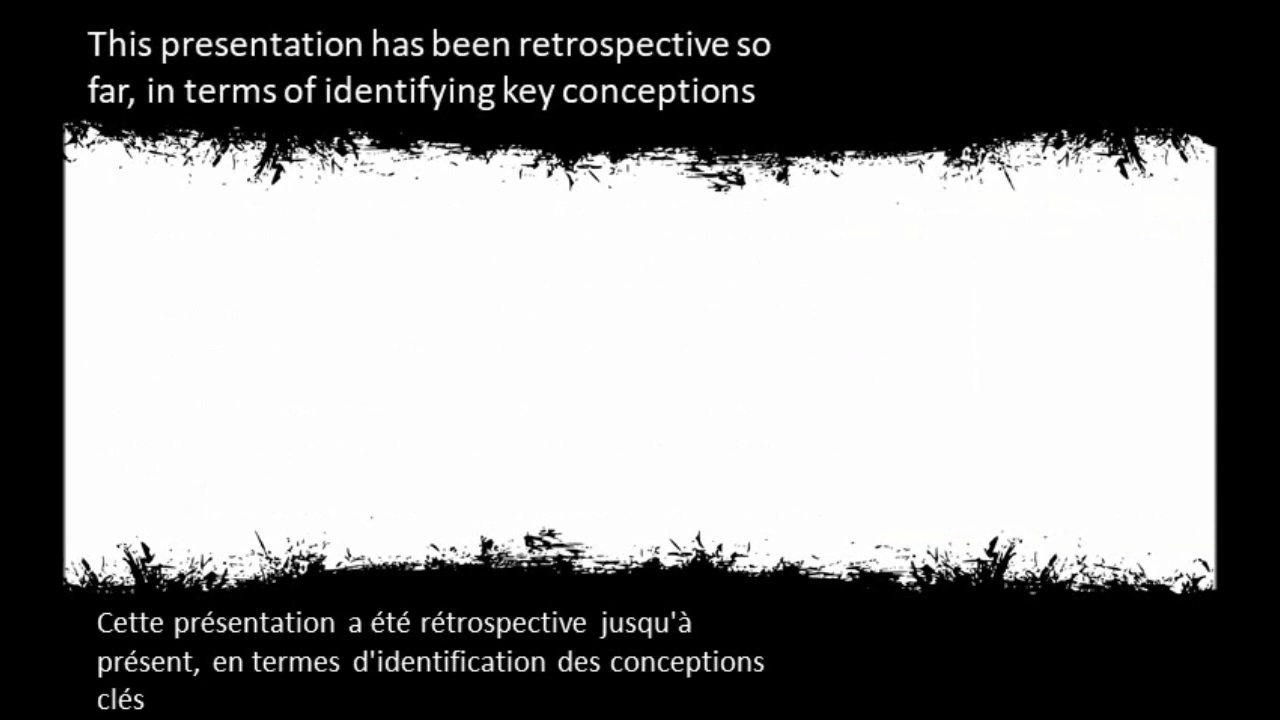 This presentation has been retrospective so
far, in terms of identifying key conceptions
Cette présentation a été rétrospective jusqu'à
présent, en termes d'identification des conceptions
clés